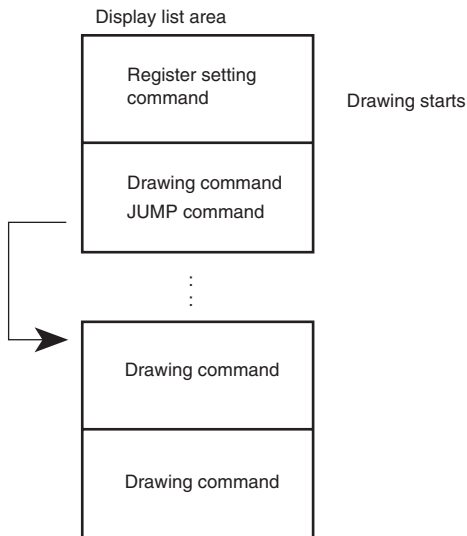 Display list area
Register setting
command
Drawing starts
Drawing command
JUMP command
Drawing command
Drawing command